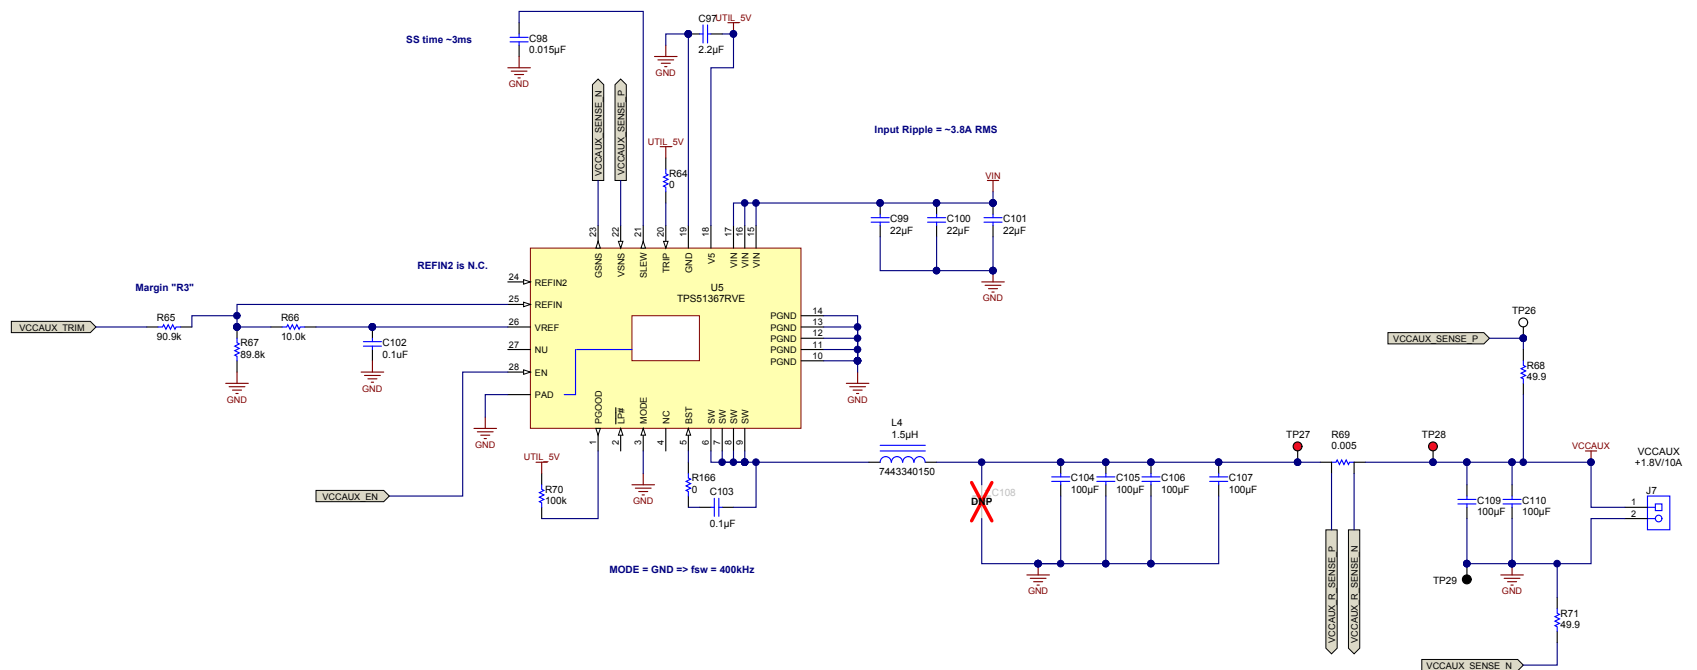 C97
UTIL_5V
SS time ~3ms
C98
0.015µF
2.2µF
GND
GND
VCCAUX_SENSE_N
VCCAUX_SENSE_P
UTIL_5V
Input Ripple = ~3.8A RMS
R64
0
VIN
C99
22µF
C100
22µF
C101
22µF
23
22
21
20
19
18
17
16
15
GSNS
VSNS
SLEW
TRIP
GND
V5
VIN
VIN
VIN
REFIN2 is N.C.
24
REFIN2
U5
TPS51367RVE
GND
Margin "R3"
25
REFIN
VCCAUX_TRIM
R65
90.9k
R66
10.0k
26
VREF
R67
89.8k
C102
0.1uF
27
NU
28
EN
PAD
GND
GND
GND
PGND
14
PGND
13
PGND
12
PGND
11
PGND
10
GND
PGOOD
LP#
MODE
NC
BST
SW
SW
SW
SW
1
2
3
4
5
6
7
8
9
TP26
VCCAUX_SENSE_P
R68
49.9
L4
1.5µH
7443340150
TP27
R69
0.005
TP28
VCCAUX
VCCAUX
+1.8V/10A
UTIL_5V
R70
100k
VCCAUX_EN
GND
R166
0
C103
0.1µF
C108
DNP
C104
100µF
C105
100µF
C106
100µF
C107
100µF
C109
100µF
C110
100µF
J7
1
2
MODE = GND => fsw = 400kHz
GND
VCCAUX_R_SENSE_P
VCCAUX_R_SENSE_N
TP29
GND
R71
49.9
VCCAUX_SENSE_N